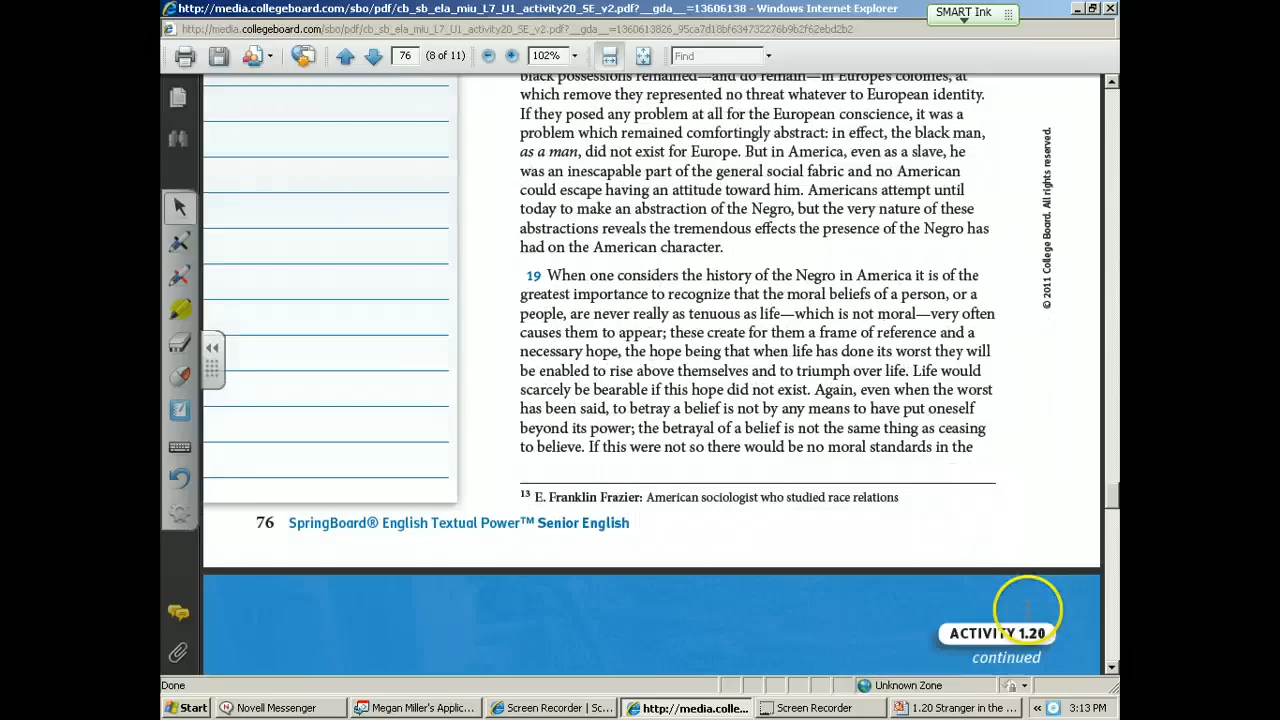 http://media.collegeboard.com/sbo/pdf/cb_sb_ela_miu_L7_U1_activity20_SE_v2.pdf?__gda__=13606138 - Windows Internet Explorer
SMART Ink
http://media.collegeboard.com/sbo/pdf/cb_sb_ela_miu_L7_U1_activity20_SE_v2.pdf?__gda__=1360613826_95ca7d18bf634732276b9b2f62ebd2b2
76 (8 of 11) 102% Find
black possessions remained—and do remain—in Europe's colonies, at
which remove they represented no threat whatever to European identity.
If they posed any problem at all for the European conscience, it was a
problem which remained comfortingly abstract: in effect, the black man,
as a man, did not exist for Europe. But in America, even as a slave, he
was an inescapable part of the general social fabric and no American
could escape having an attitude toward him. Americans attempt until
today to make an abstraction of the Negro, but the very nature of these
abstractions reveals the tremendous effects the presence of the Negro has
had on the American character.
19 When one considers the history of the Negro in America it is of the
greatest importance to recognize that the moral beliefs of a person, or a
people, are never really as tenuous as life—which is not moral—very often
causes them to appear; these create for them a frame of reference and a
necessary hope, the hope being that when life has done its worst they will
be enabled to rise above themselves and to triumph over life. Life would
scarcely be bearable if this hope did not exist. Again, even when the worst
has been said, to betray a belief is not by any means to have put oneself
beyond its power; the betrayal of a belief is not the same thing as ceasing
to believe. If this were not so there would be no moral standards in the
13 E. Franklin Frazier: American sociologist who studied race relations
76 SpringBoard® English Textual Power™ Senior English
© 2011 College Board. All rights reserved.
ACTIVITY 1.20
continued
Done
Unknown Zone
Start
Novell Messenger
Megan Miller's Applic...
Screen Recorder | Sc...
http://media.colle...
Screen Recorder
1.20 Stranger in the ...
3:13 PM